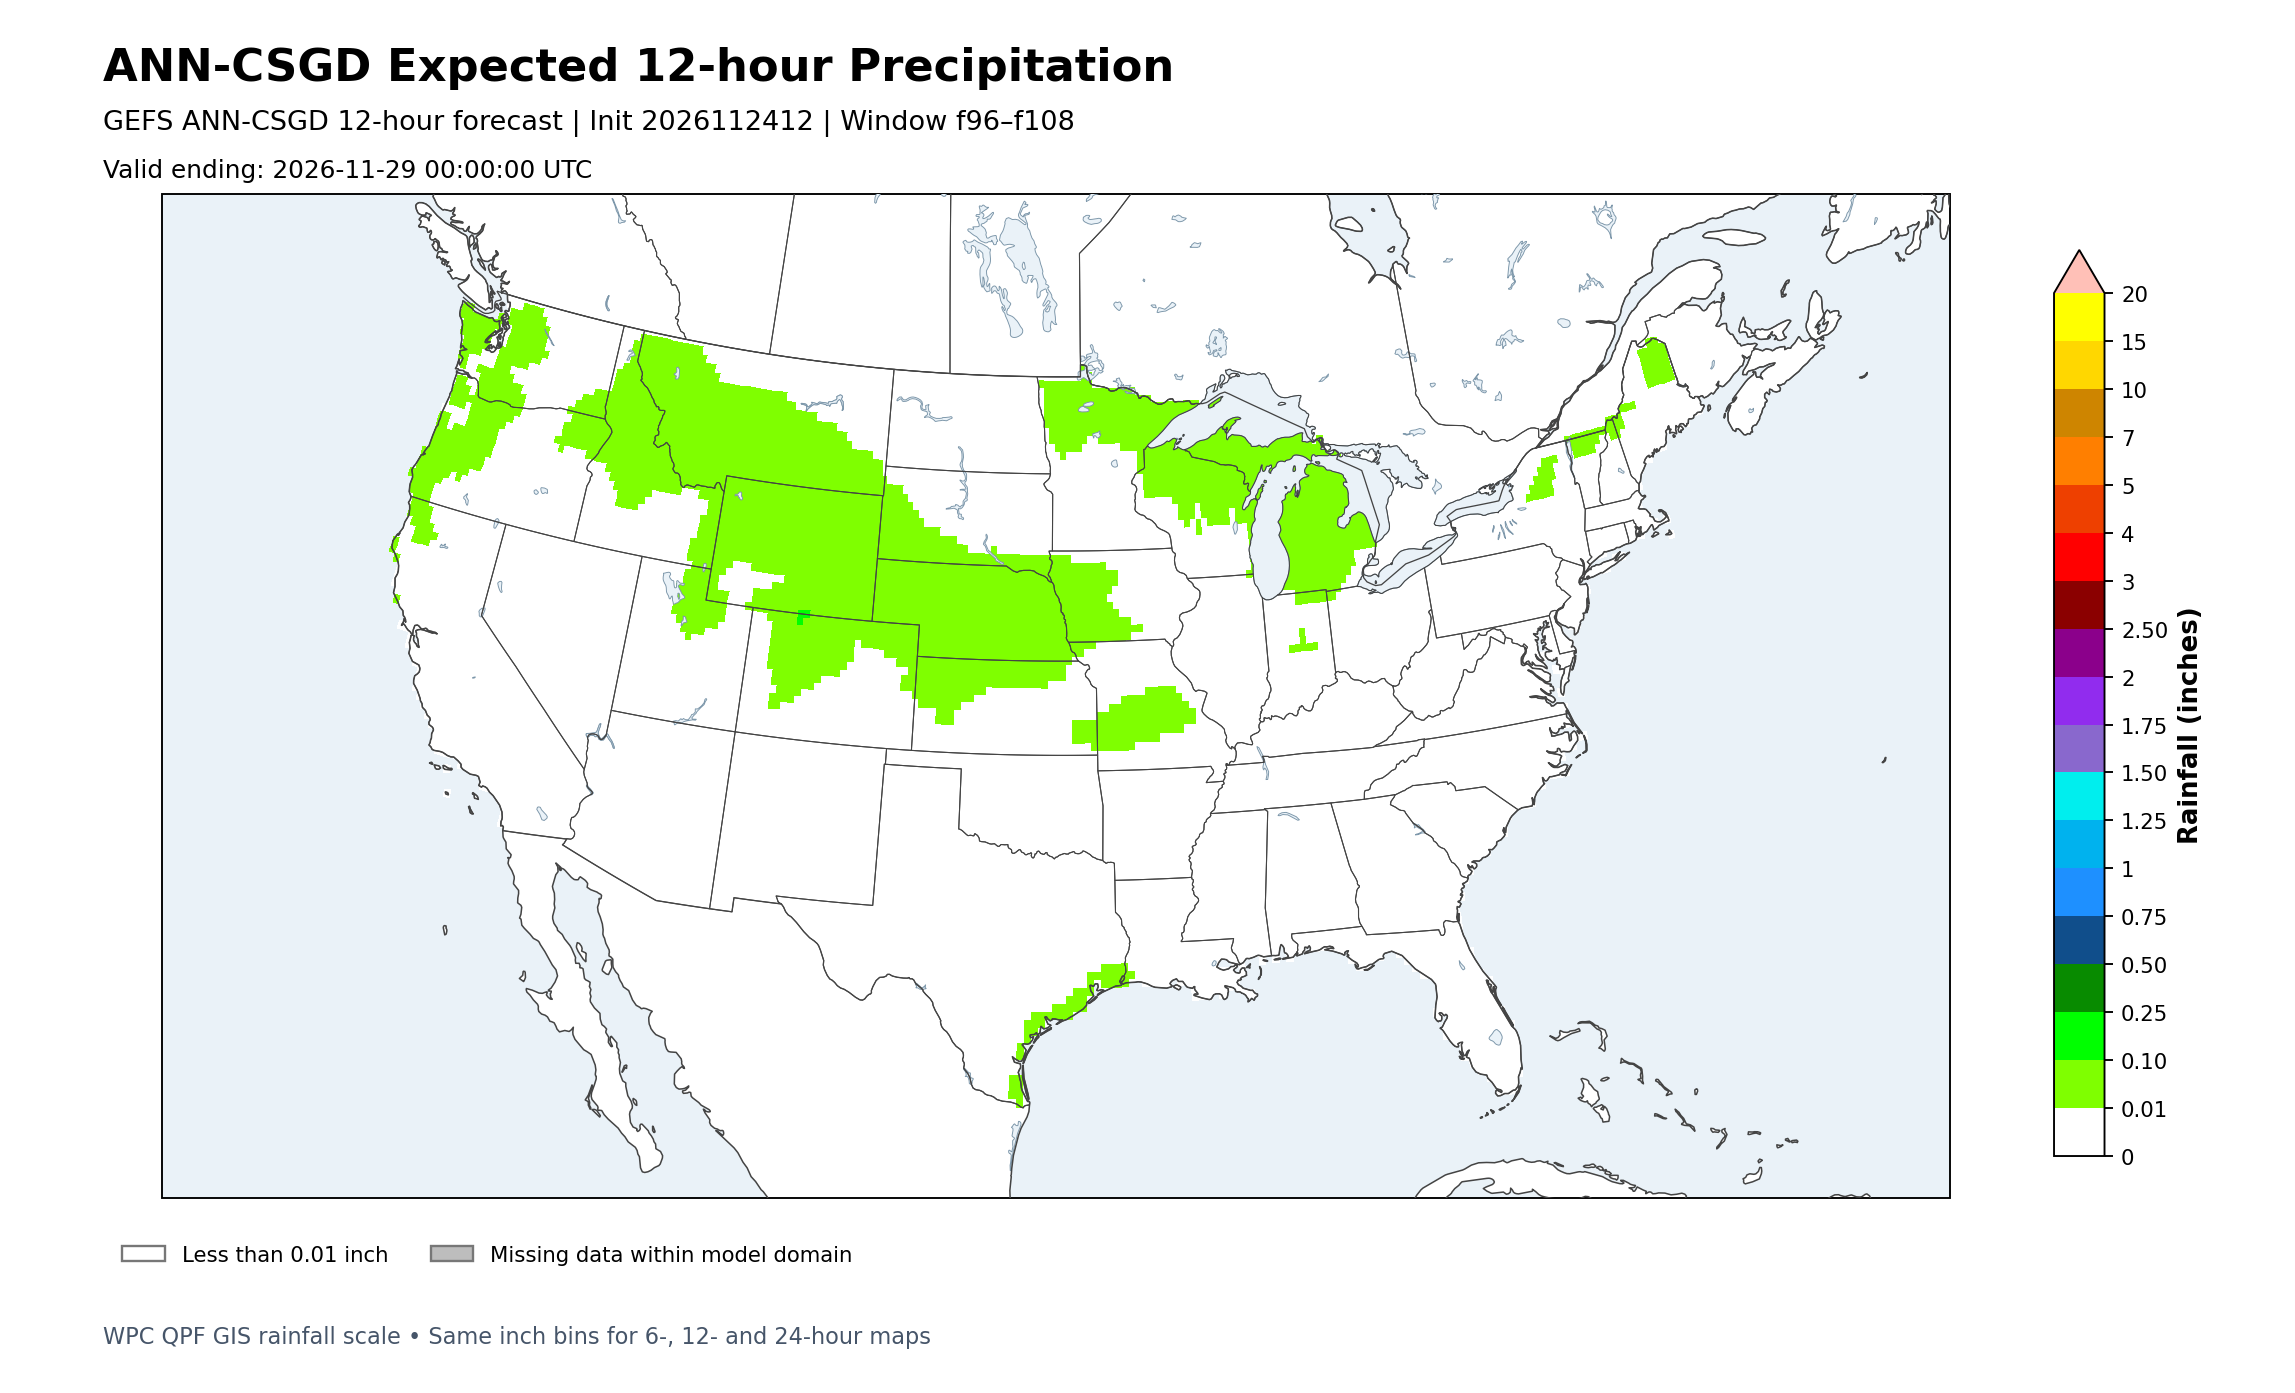 ANN-CSGD Expected 12-hour Precipitation
GEFS ANN-CSGD 12-hour forecast | Init 2026112412 | Window f96–f108
Valid ending: 2026-11-29 00:00:00 UTC
20
15
10
7
5
4
3
2.50
2
1.75
1.50
1.25
1
0.75
0.50
0.25
0.10
0.01
0
Rainfall (inches)
Less than 0.01 inch
Missing data within model domain
WPC QPF GIS rainfall scale • Same inch bins for 6-, 12- and 24-hour maps